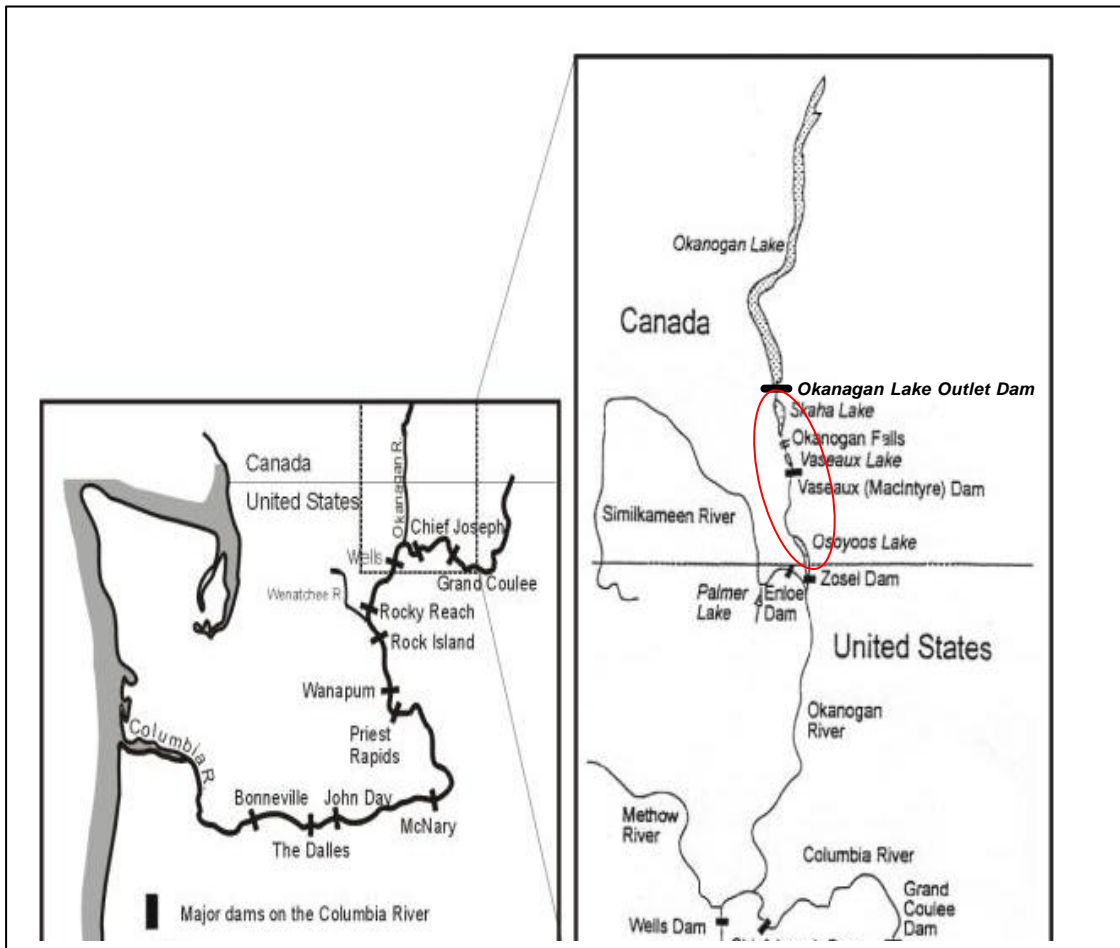 Canada
United States
Okanagan R.
Chief Joseph
Wells
Grand Coulee
Wenatchee R
Rocky Reach
Rock Island
Wanapum
Priest
Rapids
Columbia R.
Bonneville
John Day
McNary
The Dalles
Major dams on the Columbia River
Okanogan Lake
Canada
Okanagan Lake Outlet Dam
Skaha Lake
Okanogan Falls
Vaseaux Lake
Vaseaux (MacIntyre) Dam
Similkameen River
Osoyoos Lake
Zosel Dam
Palmer
Lake
Enloe
Dam
United States
Okanogan
River
Methow
River
Columbia River
Grand
Coulee
Dam
Wells Dam